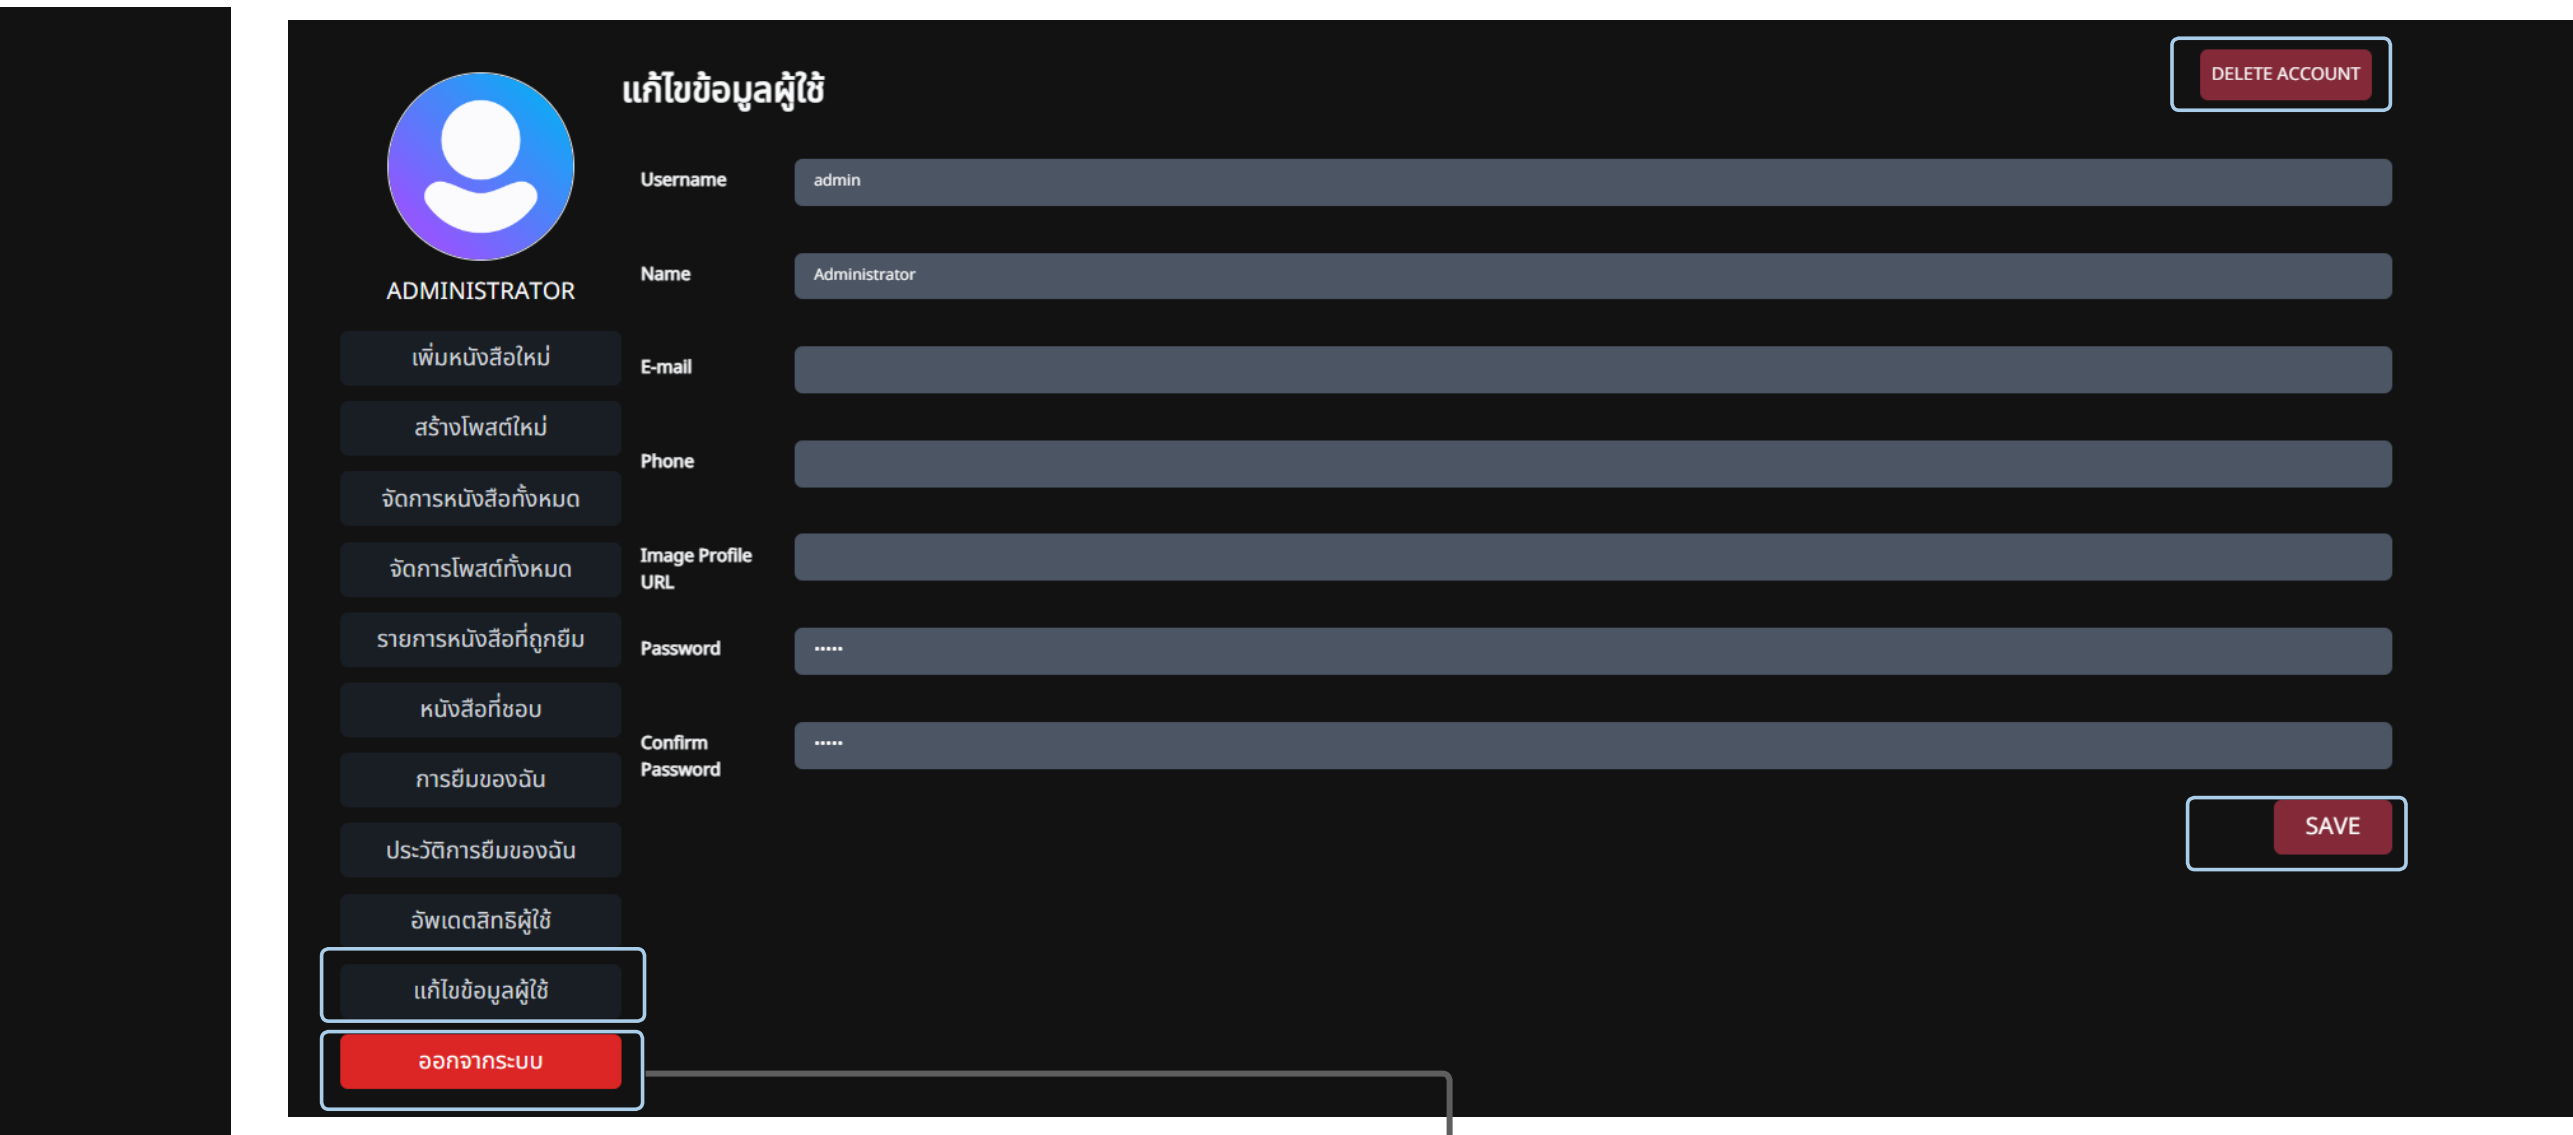 ADMINISTRATOR
เพิ่มหนังสือใหม่
สร้างโพสต์ใหม่
จัดการหนังสือทั้งหมด
จัดการโพสต์ทั้งหมด
รายการหนังสือที่ถูกยืม
หนังสือที่ชอบ
การยืมของฉัน
ประวัติการยืมของฉัน
อัพเดตสิทธิผู้ใช้
แก้ไขข้อมูลผู้ใช้
ออกจากระบบ
แก้ไขข้อมูลผู้ใช้
DELETE ACCOUNT
Username
admin
Name
Administrator
E-mail
Phone
Image Profile
URL
Password
•••••
Confirm
Password
•••••
SAVE